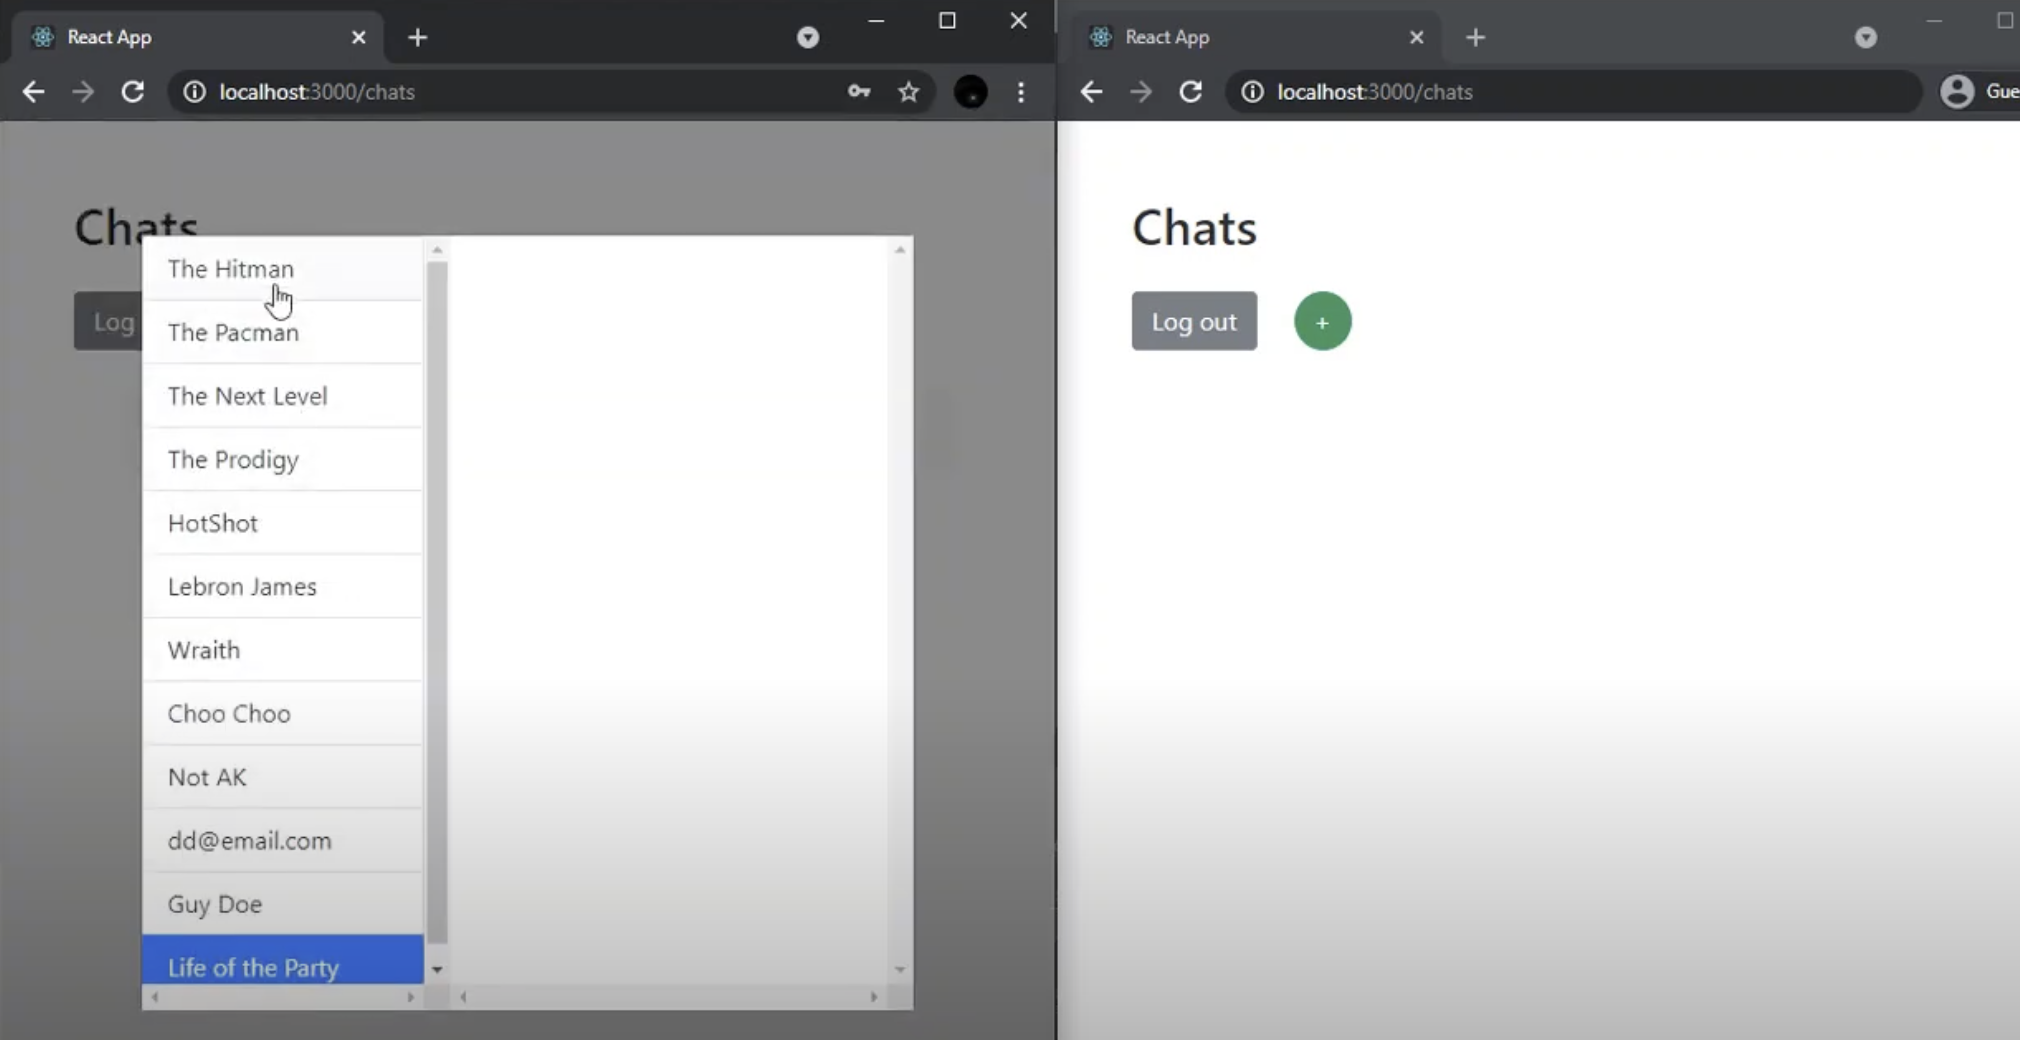 React App
localhost:3000/chats
Chats
Log
The Hitman
The Pacman
The Next Level
The Prodigy
HotShot
Lebron James
Wraith
Choo Choo
Not AK
dd@email.com
Guy Doe
Life of the Party
React App
localhost:3000/chats
Gue
Chats
Log out
+